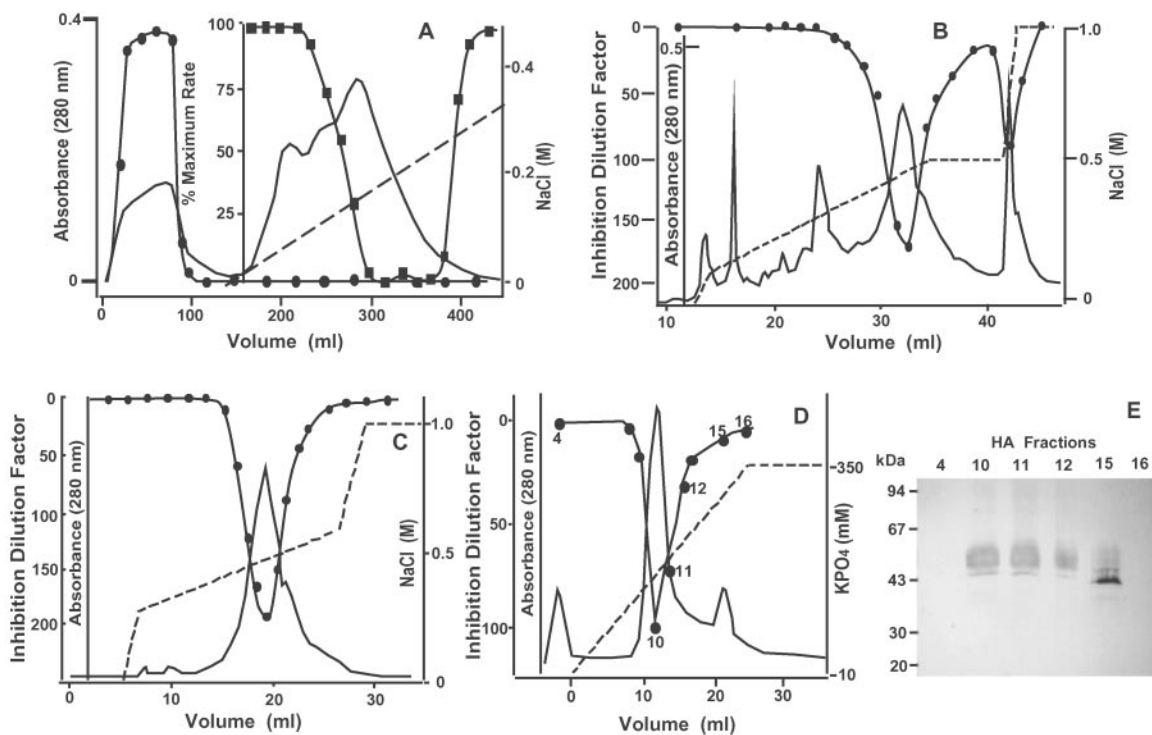 A
0.4
0
Absorbance (280 nm)
100
75
50
25
% Maximum Rate
0.4
0.2
0
NaCl (M)
0 100 200 300 400
Volume (ml)
B
0
50
100
150
200
Inhibition Dilution Factor
0.5
Absorbance (280 nm)
1.0
0.5
0
NaCl (M)
10 20 30 40
Volume (ml)
C
0
50
100
150
200
Inhibition Dilution Factor
Absorbance (280 nm)
1.0
0.5
0
NaCl (M)
0 10 20 30
Volume (ml)
D
0
50
100
Inhibition Dilution Factor
Absorbance (280 nm)
4
15 16
12
11
10
350
10
KPO4 (mM)
0 10 20 30
Volume (ml)
E
HA Fractions
kDa 4 10 11 12 15 16
94
67
43
30
20